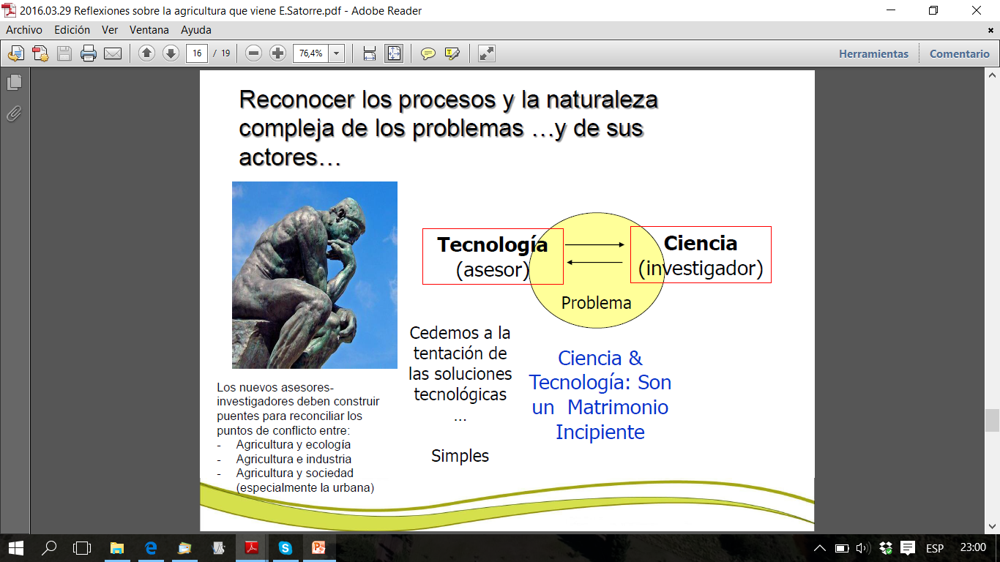 2016.03.29 Reflexiones sobre la agricultura que viene E.Satorre.pdf - Adobe Reader
Archivo Edición Ver Ventana Ayuda
16 / 19 76,4% Herramientas Comentario
Reconocer los procesos y la naturaleza
compleja de los problemas …y de sus
actores…
Tecnología
(asesor)
Ciencia
(investigador)
Problema
Cedemos a la
tentación de
las soluciones
tecnológicas
…
Simples
Ciencia &
Tecnología: Son
un Matrimonio
Incipiente
Los nuevos asesores-
investigadores deben construir
puentes para reconciliar los
puntos de conflicto entre:
- Agricultura y ecología
- Agricultura e industria
- Agricultura y sociedad
(especialmente la urbana)
ESP 23:00